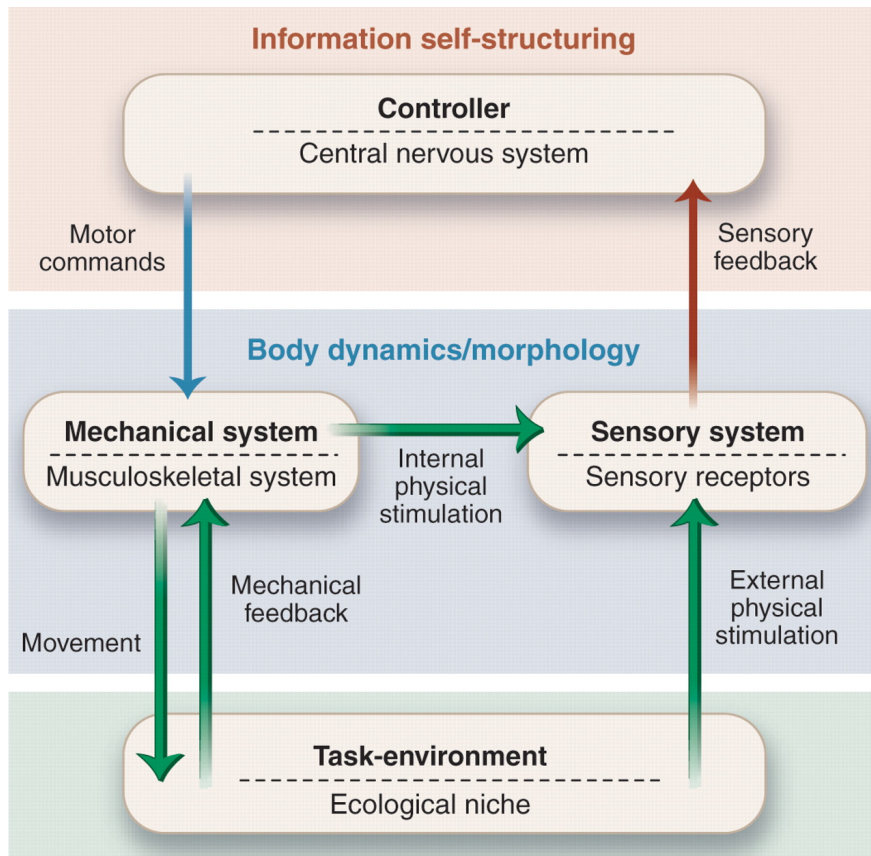 Information self-structuring
Controller
Central nervous system
Motor
commands
Sensory
feedback
Body dynamics/morphology
Mechanical system
Musculoskeletal system
Sensory system
Sensory receptors
Internal
physical
stimulation
Mechanical
feedback
Movement
External
physical
stimulation
Task-environment
Ecological niche